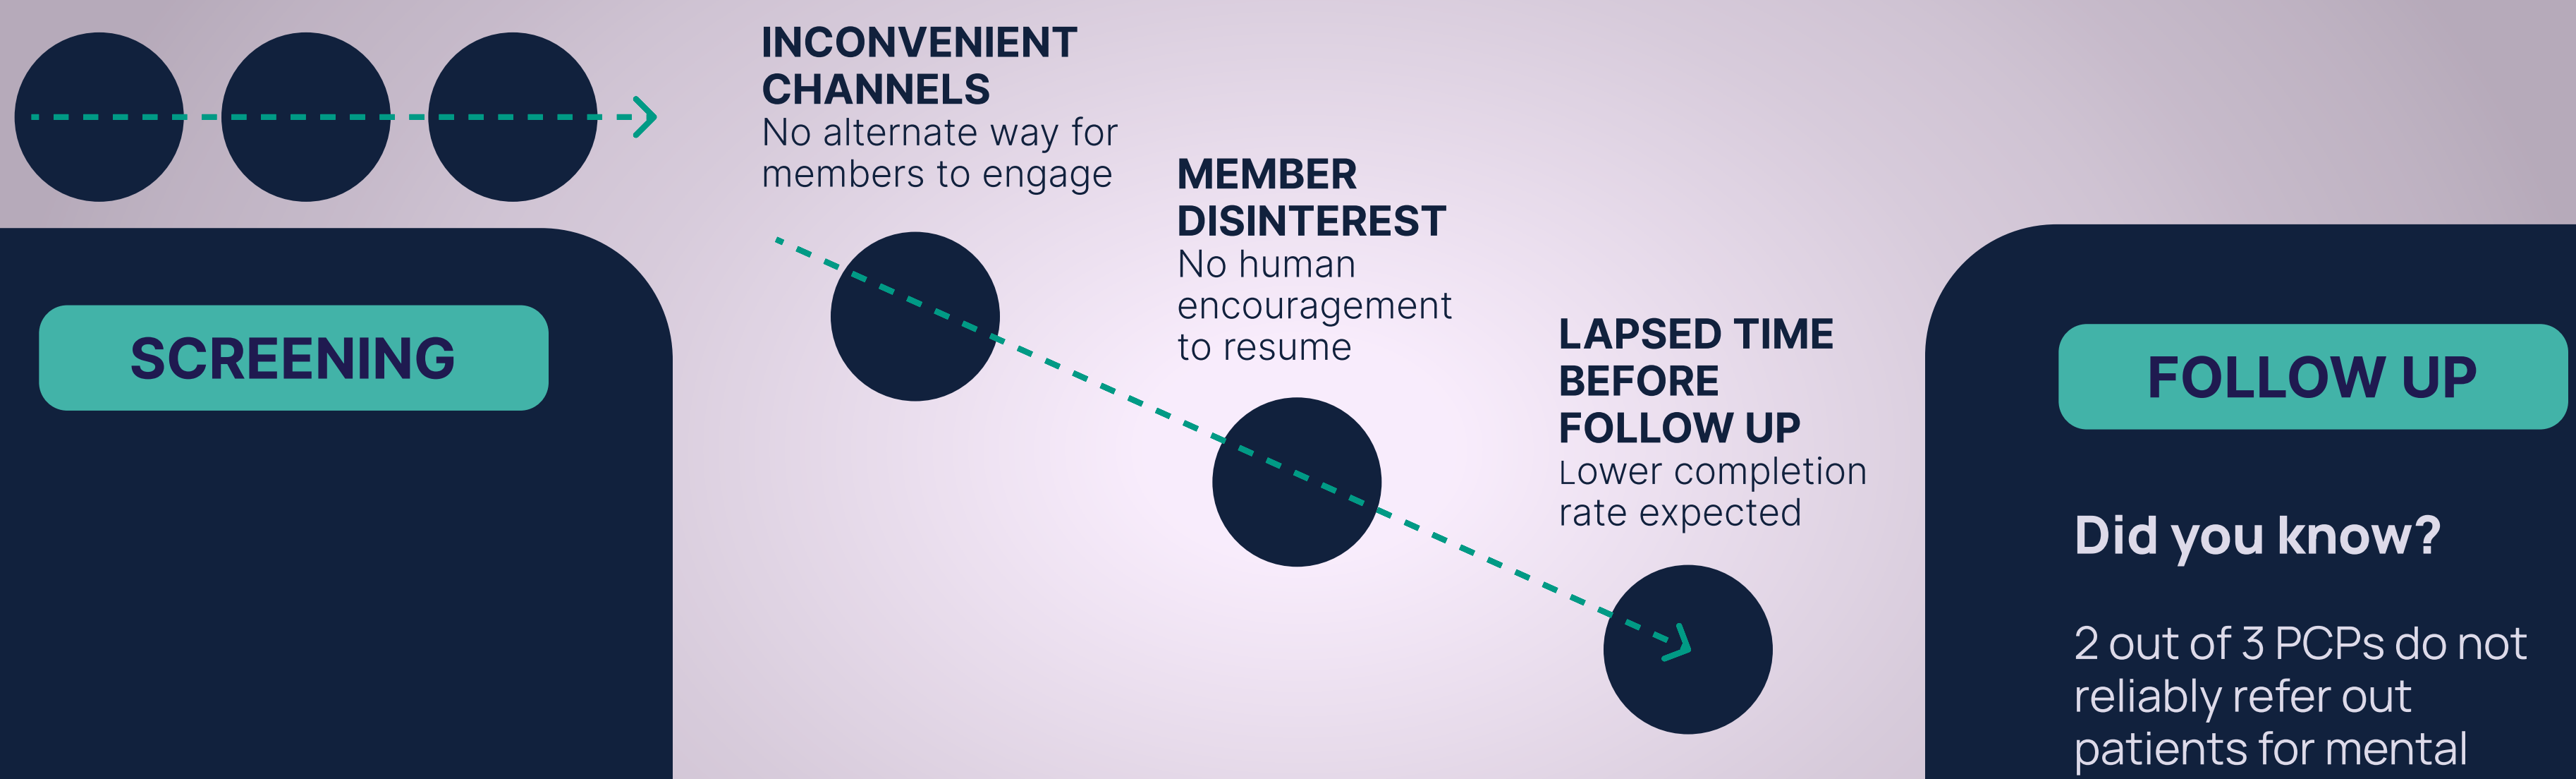 INCONVENIENT
CHANNELS
No alternate way for
members to engage
MEMBER
DISINTEREST
No human
encouragement
to resume
LAPSED TIME
BEFORE
FOLLOW UP
Lower completion
rate expected
SCREENING
FOLLOW UP
Did you know?
2 out of 3 PCPs do not
reliably refer out
patients for mental